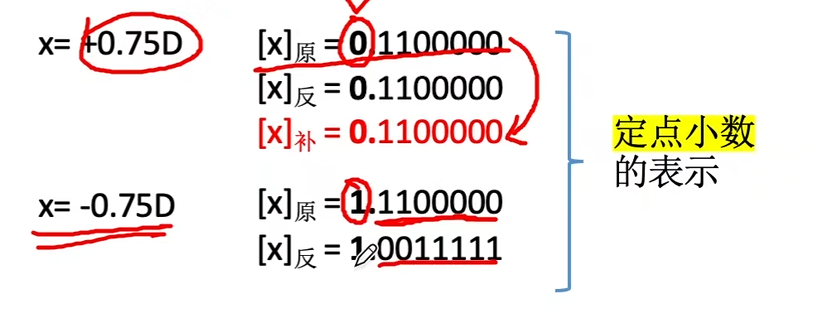 x= +0.75D [x]原 = 0.1100000
[x]反 = 0.1100000
[x]补 = 0.1100000
定点小数
的表示
x= -0.75D [x]原 = 1.1100000
[x]反 = 1.0011111